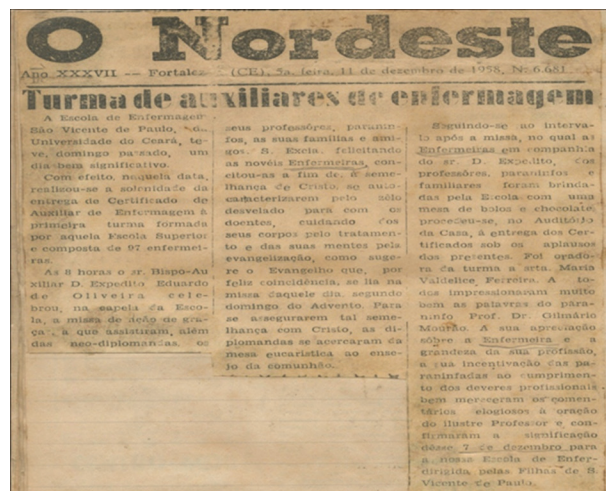 O Nordeste
Ano XXXVII — Fortalez (CE), 5a. feira, 11 de dezembro de 1958, N. 6.681
Turma de auxiliares de enfermagem
A Escola de Enfermagem
São Vicente de Paulo, da
Universidade do Ceará, te-
ve, domingo passado, um
dia bem significativo.
Com efeito, naquela data,
realizou-se a solenidade da
entrega de Certificado de
Auxiliar de Enfermagem à
primeira turma formada
por aquela Escola Superior
e composta de 97 enfermei-
ras.
As 8 horas o sr. Bispo-Au
xiliar D. Expedito Eduardo
de Oliveira cele-
brou, na capela da Esco-
la, a missa de ação de gra-
ça, a que assistiram, além
das neo-diplomandas, os
seus professôres, paranin-
fos, as suas famílias e ami-
gos. S. Excia. felicitando
as novéis Enfermeiras, con-
citou-as a fim de, à seme-
lhança de Cristo, se auto-
caracterizarem pelo zêlo
desvelado para com os
doentes, cuidando dos
seus corpos pelo tratamen-
to e das suas mentes pela
evangelização, como suge-
re o Evangelho que, por
feliz coincidência, se lia na
missa daquele dia, segundo
domingo do Advento. Para
se assegurarem tal seme-
lhança com Cristo, as di-
plomandas se acercaram da
mesa eucarística ao ense-
jo da comunhão.
Seguindo-se no interva-
lo após a missa, no qual as
Enfermeiras em companhia
do sr. D. Expedito, dos
professôres, paraninfos e
familiares foram brinda-
das pela Escola com uma
mesa de bolos e chocolate
procedeu-se, no Auditório
da Casa, à entrega dos Cer-
tificados sob os aplausos
dos presentes. Foi orado-
ra da turma a srta. Maria
Valdelice Ferreira. A to-
dos impressionaram muito
bem as palavras do para-
ninfo Prof. Dr. Gilmário
Mourão. A sua apreciação
sôbre a Enfermeira e a
grandeza da sua profissão,
a sua incentivação das pa-
raninfadas ao cumprimen-
to dos deveres profissionais
bem mereceram os comen-
tários elogiosos à oração
do ilustre Professor e con-
firmaram a significação
dêsse 7 de dezembro para
a nossa Escola de Enfer-
dirigida pelas Filhas de S.
Vicente de Paulo.